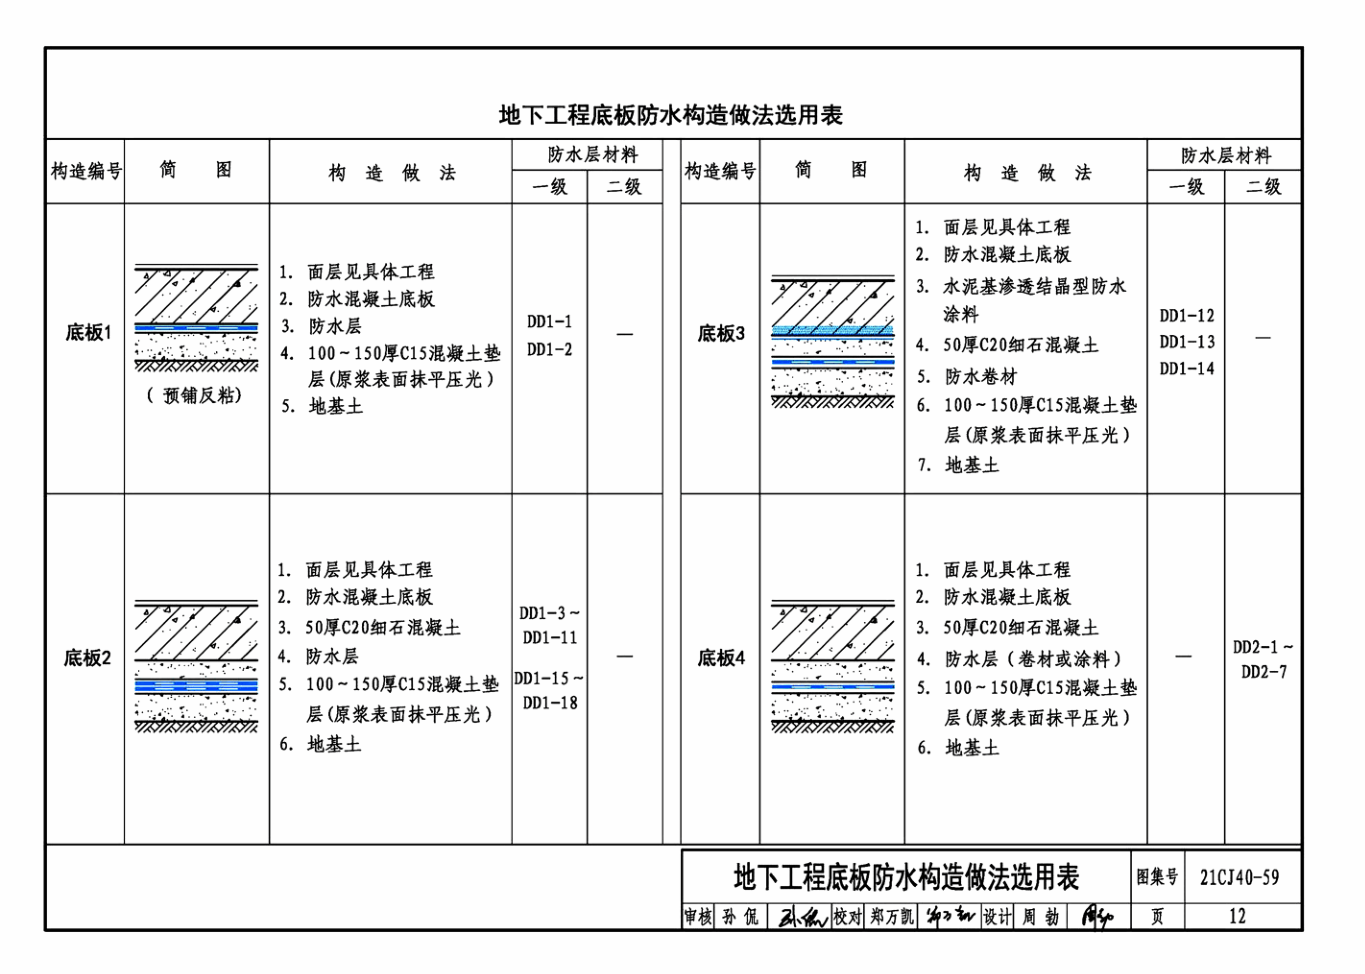 地下工程底板防水构造做法选用表
构造编号 简 图 构 造 做 法 防水层材料
一级 二级
底板1
(预铺反粘)
1. 面层见具体工程
2. 防水混凝土底板
3. 防水层
4. 100~150厚C15混凝土垫
层(原浆表面抹平压光)
5. 地基土
DD1-1
DD1-2
—
底板2
1. 面层见具体工程
2. 防水混凝土底板
3. 50厚C20细石混凝土
4. 防水层
5. 100~150厚C15混凝土垫
层(原浆表面抹平压光)
6. 地基土
DD1-3~
DD1-11
DD1-15~
DD1-18
—
构造编号 简 图 构 造 做 法 防水层材料
一级 二级
底板3
1. 面层见具体工程
2. 防水混凝土底板
3. 水泥基渗透结晶型防水
涂料
4. 50厚C20细石混凝土
5. 防水卷材
6. 100~150厚C15混凝土垫
层(原浆表面抹平压光)
7. 地基土
DD1-12
DD1-13
DD1-14
—
底板4
1. 面层见具体工程
2. 防水混凝土底板
3. 50厚C20细石混凝土
4. 防水层(卷材或涂料)
5. 100~150厚C15混凝土垫
层(原浆表面抹平压光)
6. 地基土
—
DD2-1~
DD2-7
地下工程底板防水构造做法选用表 图集号 21CJ40-59
审核 孙 侃 校对 郑万凯 设计 周 勃 页 12